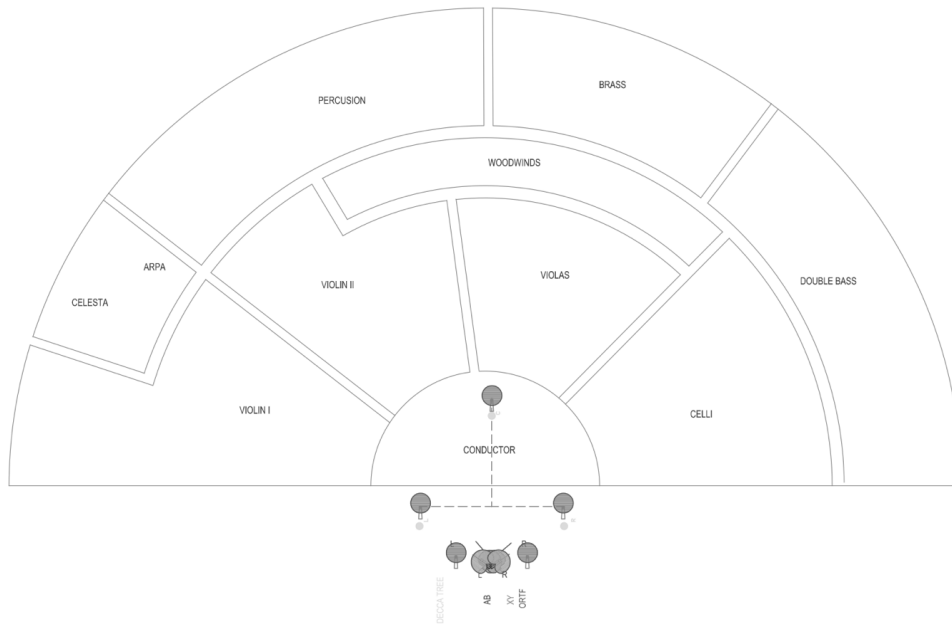 BRASS
PERCUSION
WOODWINDS
ARPA
VIOLIN II
VIOLAS
DOUBLE BASS
CELESTA
VIOLIN I
CELLI
CONDUCTOR
L
R
L
R
DECCA TREE
AB
XY
ORTF